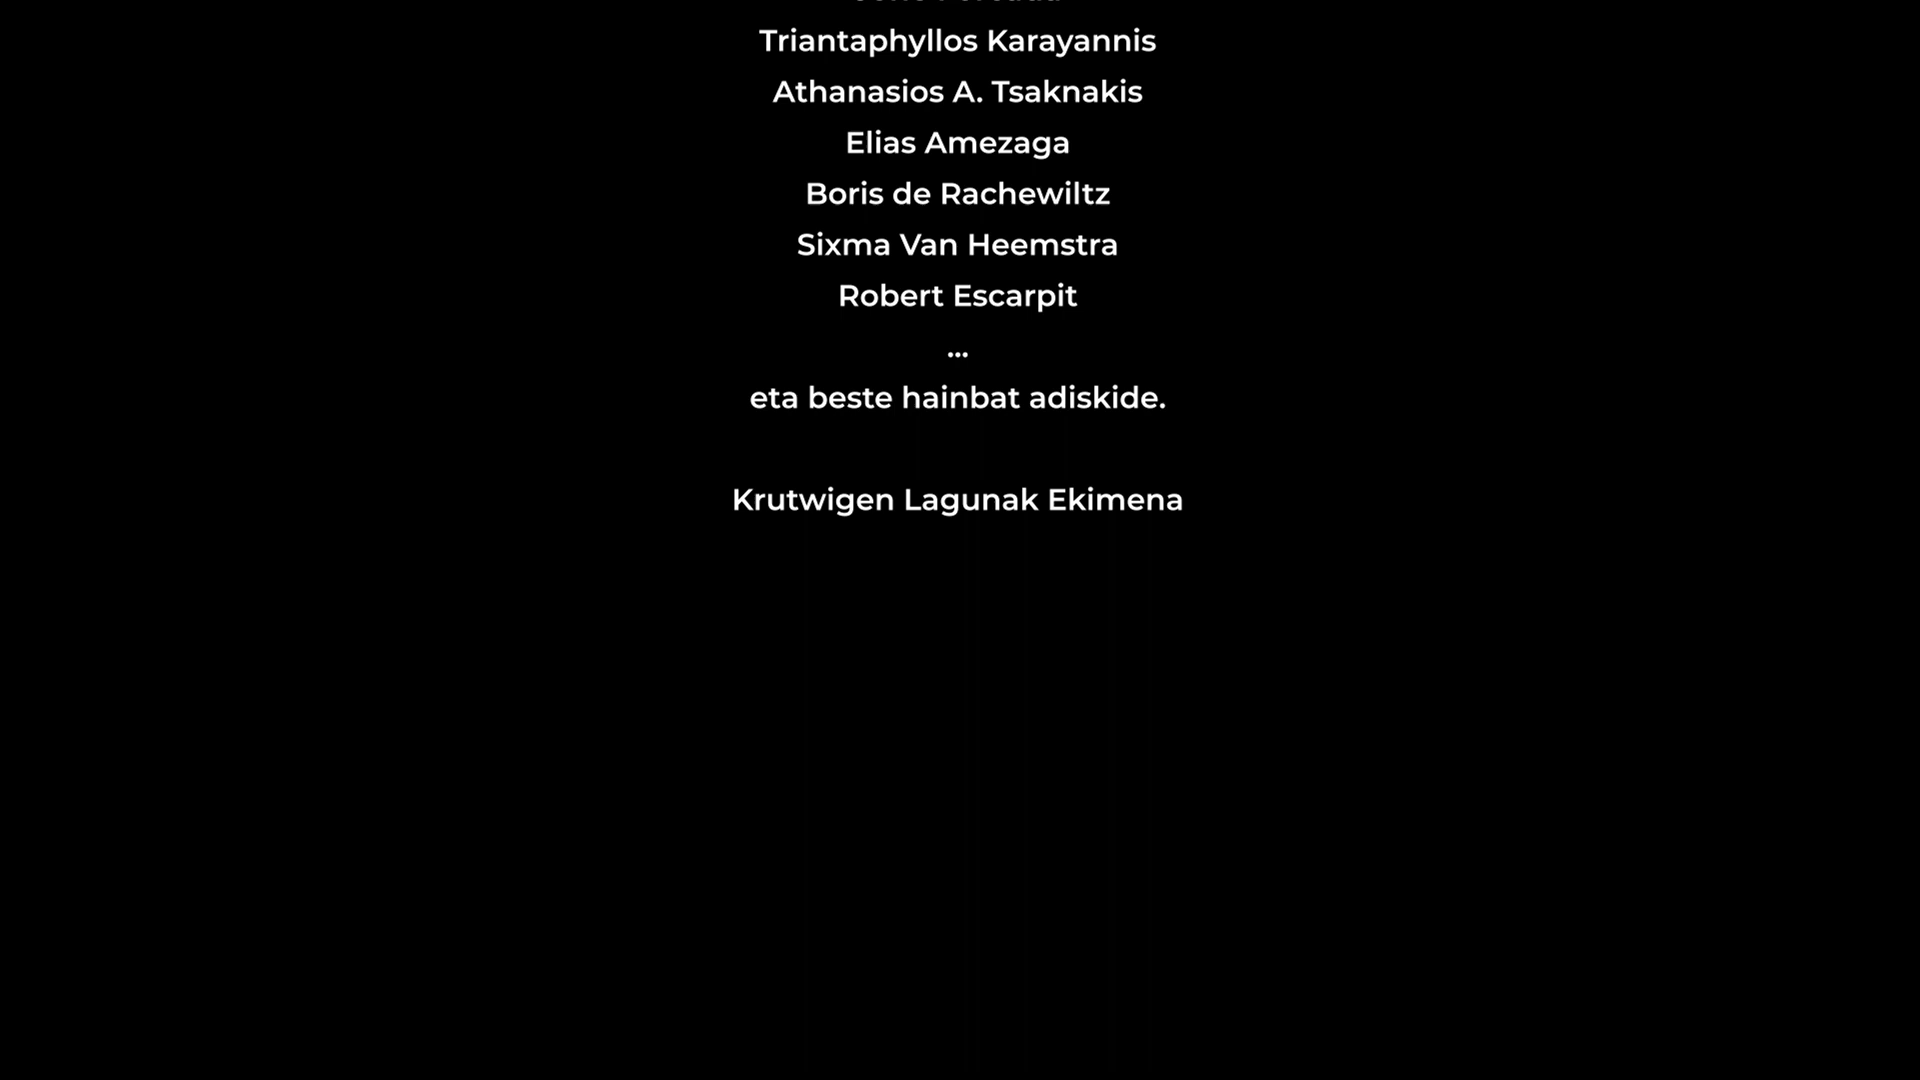 Triantaphyllos Karayannis
Athanasios A. Tsaknakis
Elias Amezaga
Boris de Rachewiltz
Sixma Van Heemstra
Robert Escarpit
...
eta beste hainbat adiskide.
Krutwigen Lagunak Ekimena